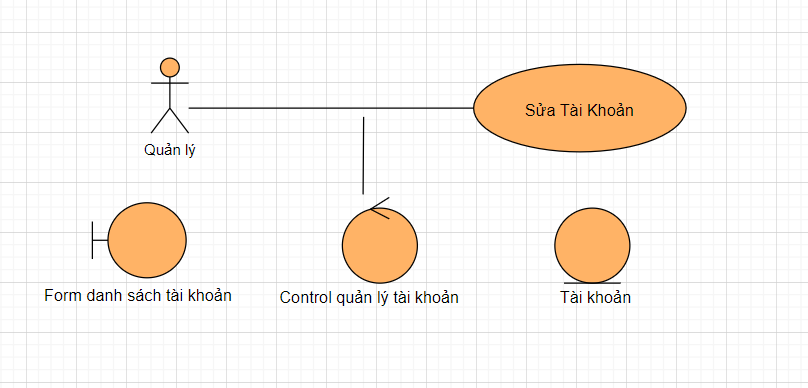 Sửa Tài Khoản
Quản lý
Form danh sách tài khoản
Control quản lý tài khoản
Tài khoản